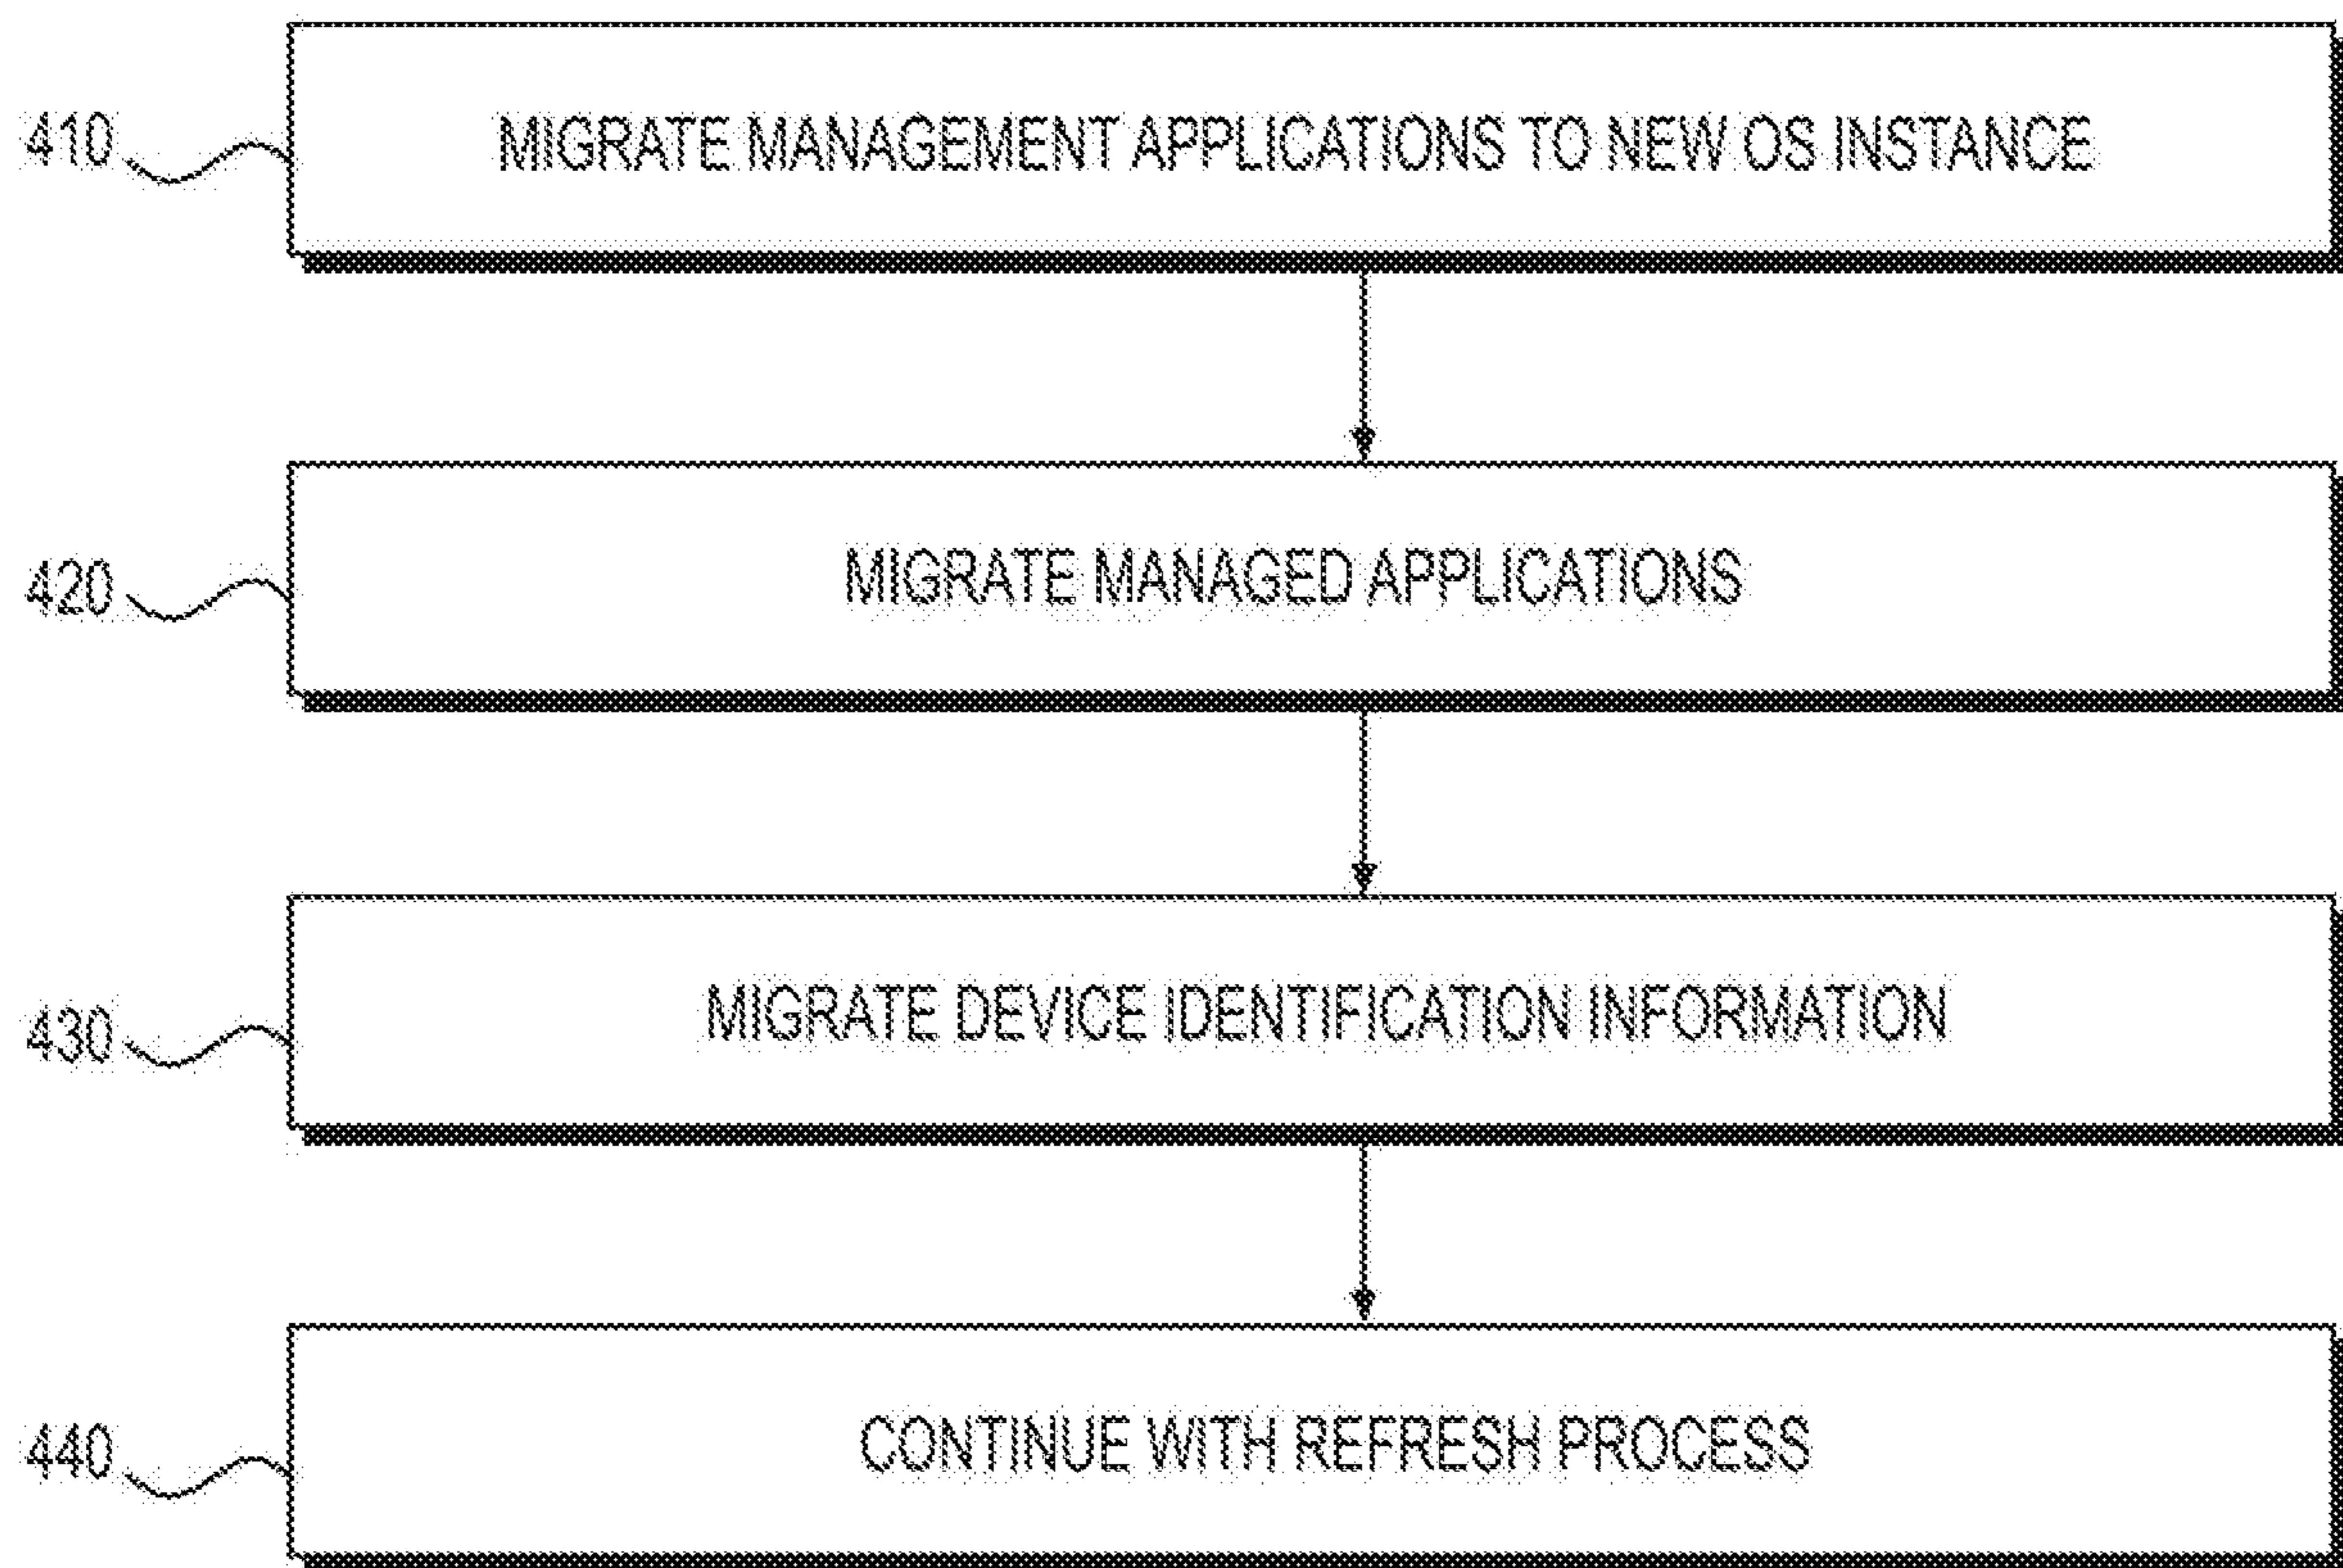 410
MIGRATE MANAGEMENT APPLICATIONS TO NEW OS INSTANCE
420
MIGRATE MANAGED APPLICATIONS
430
MIGRATE DEVICE IDENTIFICATION INFORMATION
440
CONTINUE WITH REFRESH PROCESS